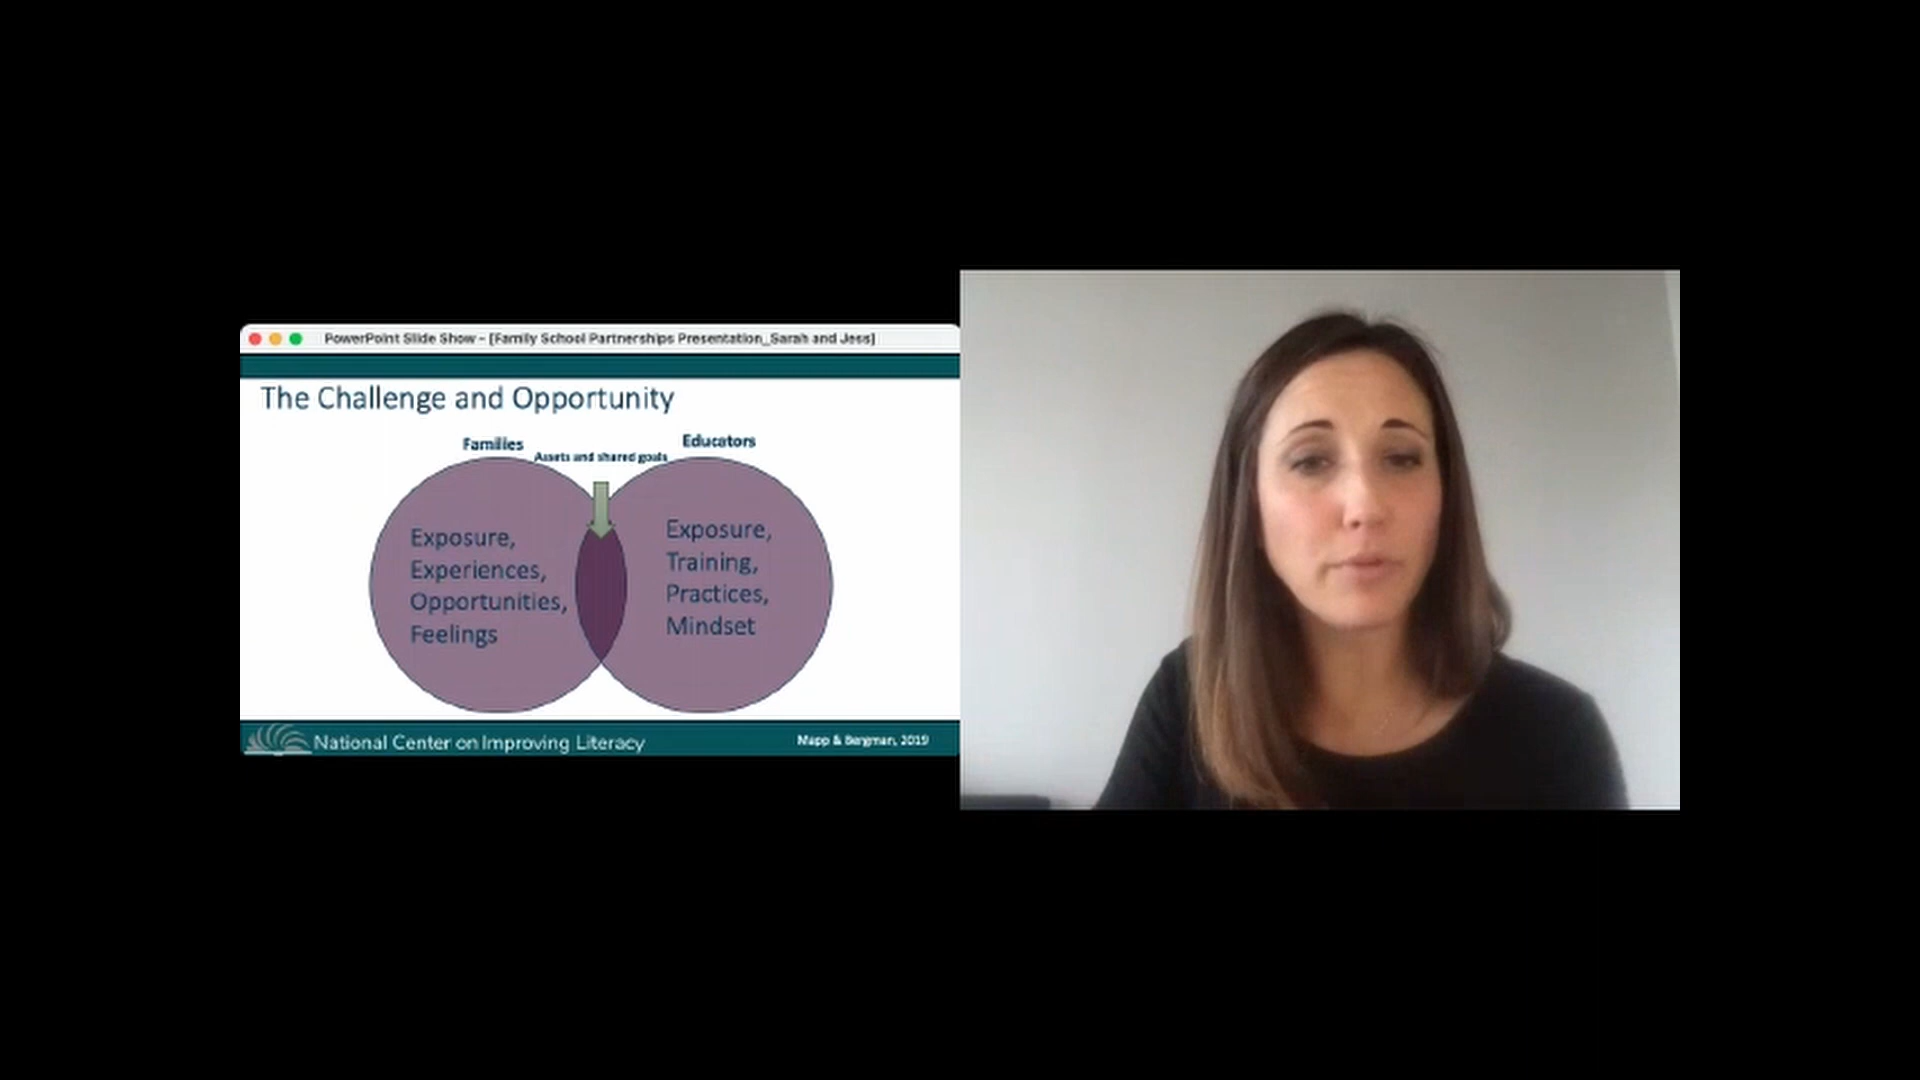 PowerPoint Slide Show - [Family School Partnerships Presentation_Sarah and Jess]
The Challenge and Opportunity
Families
Educators
Assets and shared goals
Exposure,
Experiences,
Opportunities,
Feelings
Exposure,
Training,
Practices,
Mindset
National Center on Improving Literacy
Mapp & Bergman, 2019